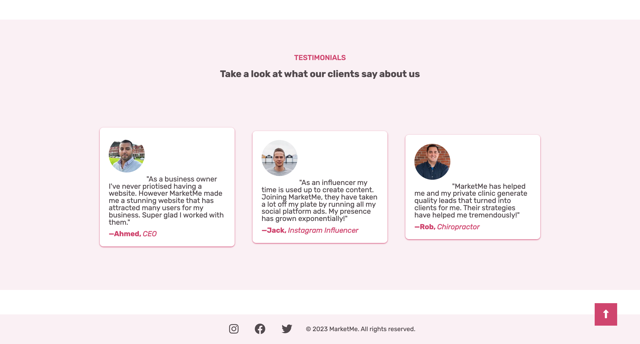 TESTIMONIALS
Take a look at what our clients say about us
"As a business owner
I've never priotised having a
website. However MarketMade made
me a stunning website that has
attracted many users for my
business. Super glad I worked with
them."
—Ahmed, CEO
"As an influencer my
time is used up to create content.
Joining MarketMe, they have taken
a lot off my plate by running all my
social platform ads. My presence
has grown exponentially!"
—Jack, Instagram Influencer
"MarketMe has helped
me and my private clinic generate
quality leads that turned into
clients for me. Their strategies
have helped me tremendously!"
—Rob, Chiropractor
© 2023 MarketMe. All rights reserved.